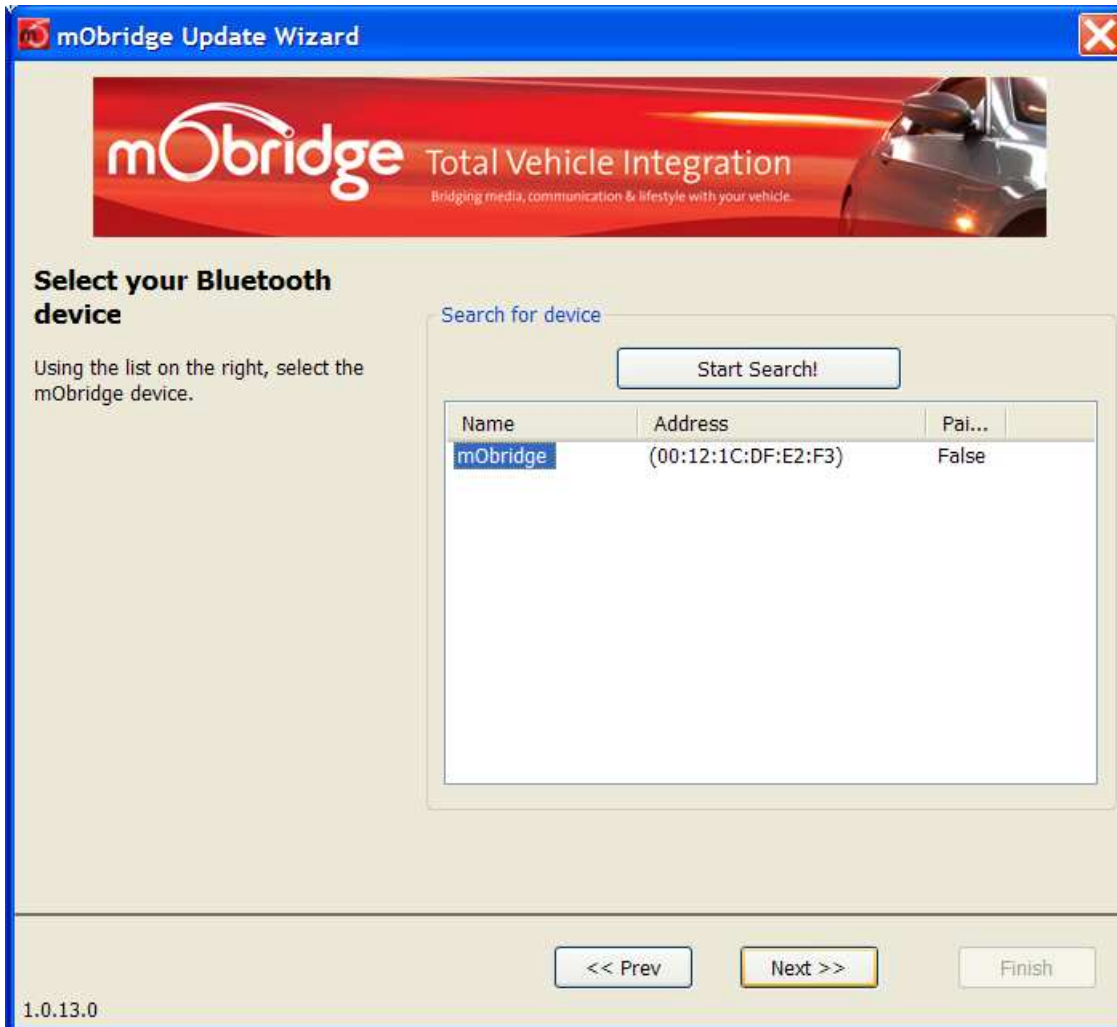 mObridge Update Wizard
mObridge Total Vehicle Integration
Bridging media, communication & lifestyle with your vehicle.
Select your Bluetooth
device
Using the list on the right, select the
mObridge device.
Search for device
Start Search!
Name Address Pai...
mObridge (00:12:1C:DF:E2:F3) False
<< Prev Next >> Finish
1.0.13.0